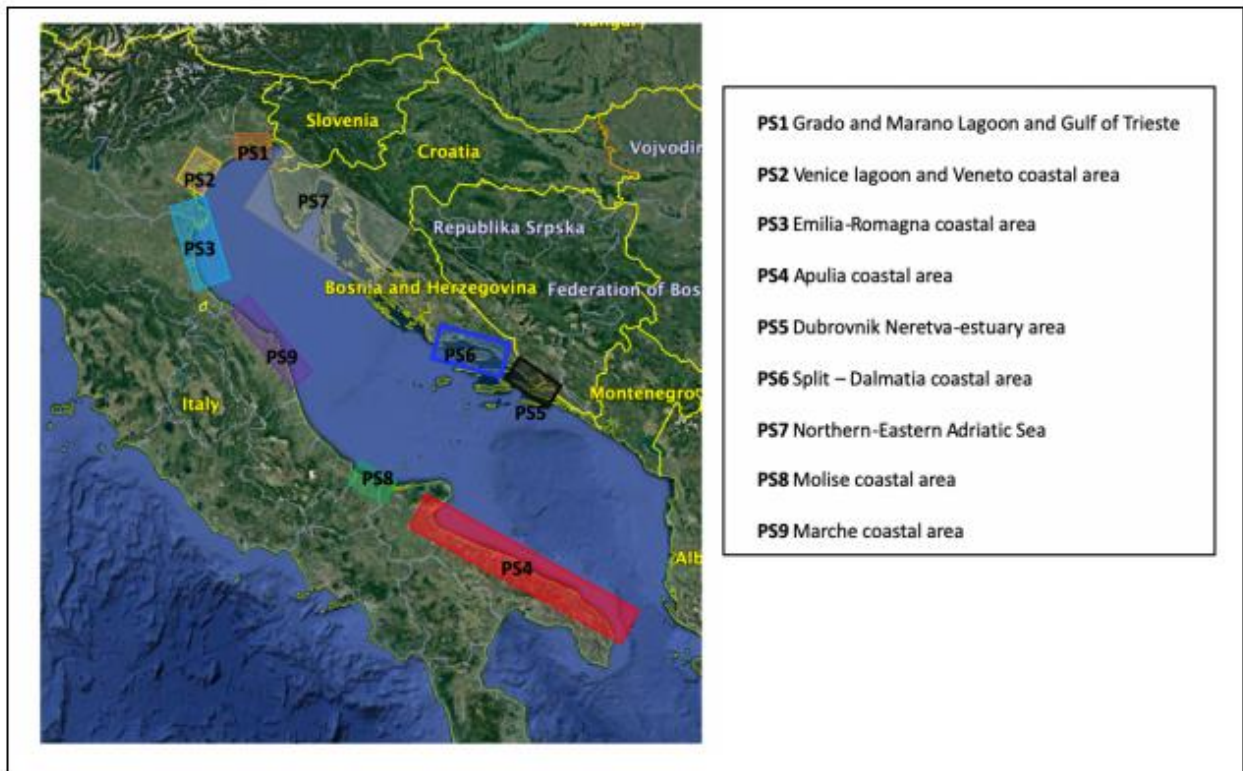 Hungary
Slovenia
PS1
Croatia
Vojvodin
PS2
PS7
Republika Srpska
PS3
Bosnia and Herzegovina
Federation of Bos
PS6
PS9
Montenegro
Italy
PS5
PS8
Alb
PS4
PS1 Grado and Marano Lagoon and Gulf of Trieste
PS2 Venice lagoon and Veneto coastal area
PS3 Emilia-Romagna coastal area
PS4 Apulia coastal area
PS5 Dubrovnik Neretva-estuary area
PS6 Split – Dalmatia coastal area
PS7 Northern-Eastern Adriatic Sea
PS8 Molise coastal area
PS9 Marche coastal area